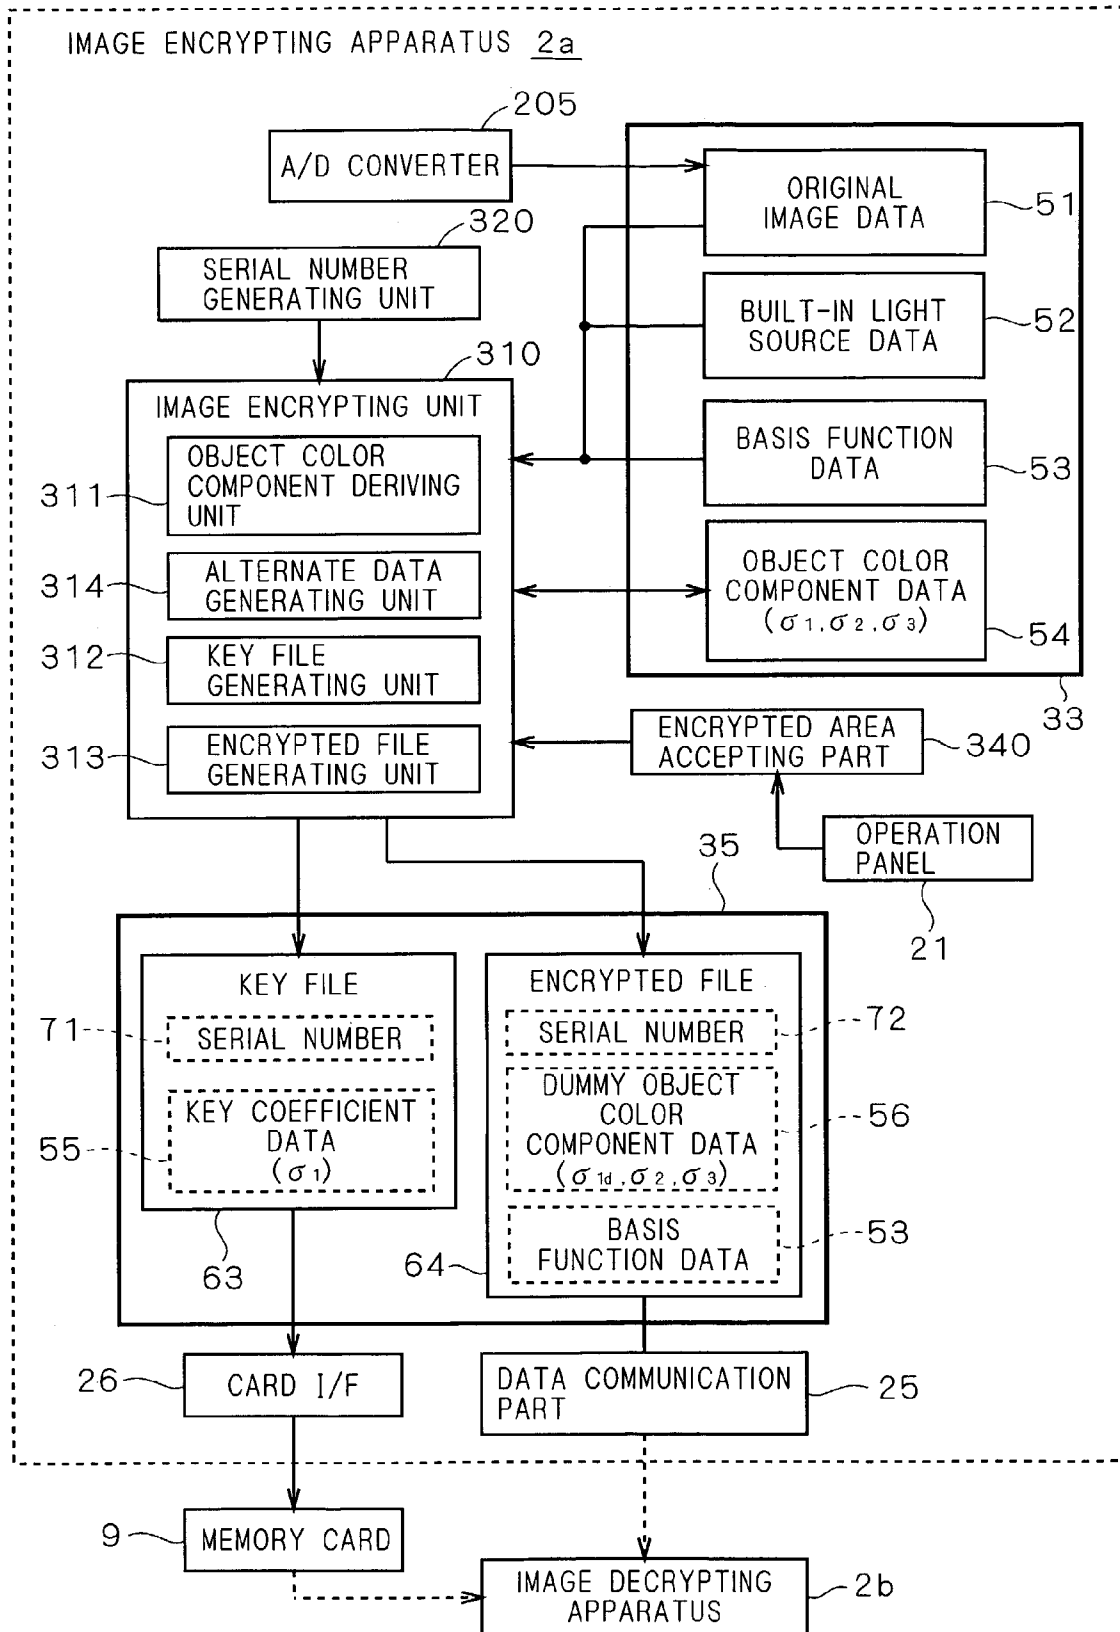 IMAGE ENCRYPTING APPARATUS 2a
205
A/D CONVERTER
ORIGINAL
IMAGE DATA
51
320
SERIAL NUMBER
GENERATING UNIT
BUILT-IN LIGHT
SOURCE DATA
52
310
IMAGE ENCRYPTING UNIT
BASIS FUNCTION
DATA
53
OBJECT COLOR
COMPONENT DERIVING
UNIT
311
OBJECT COLOR
COMPONENT DATA
(σ1,σ2,σ3)
54
ALTERNATE DATA
GENERATING UNIT
314
KEY FILE
GENERATING UNIT
312
33
ENCRYPTED FILE
GENERATING UNIT
313
ENCRYPTED AREA
ACCEPTING PART
340
OPERATION
PANEL
21
35
KEY FILE
71
SERIAL NUMBER
55
KEY COEFFICIENT
DATA
(σ1)
63
ENCRYPTED FILE
SERIAL NUMBER
72
DUMMY OBJECT
COLOR
COMPONENT DATA
(σ1d,σ2,σ3)
56
BASIS
FUNCTION DATA
53
64
26
CARD I/F
DATA COMMUNICATION
PART
25
9
MEMORY CARD
IMAGE DECRYPTING
APPARATUS
2b